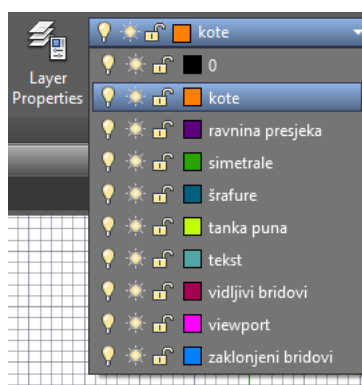 Layer
Properties
kote
0
kote
ravnina presjeka
simetrale
šrafure
tanka puna
tekst
vidljivi bridovi
viewport
zaklonjeni bridovi